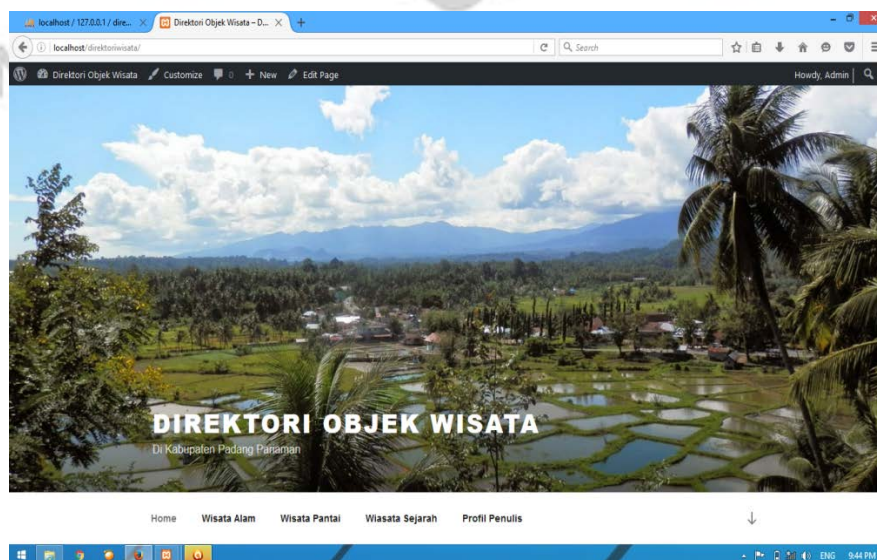 localhost / 127.0.0.1 / dire...
Direktori Objek Wisata – D...
localhost/direktoriwisata/
Search
Direktori Objek Wisata
Customize
0
New
Edit Page
Howdy, Admin
DIREKTORI OBJEK WISATA
Di Kabupaten Padang Pariaman
Home Wisata Alam Wisata Pantai Wiasata Sejarah Profil Penulis
ENG 9:44 PM